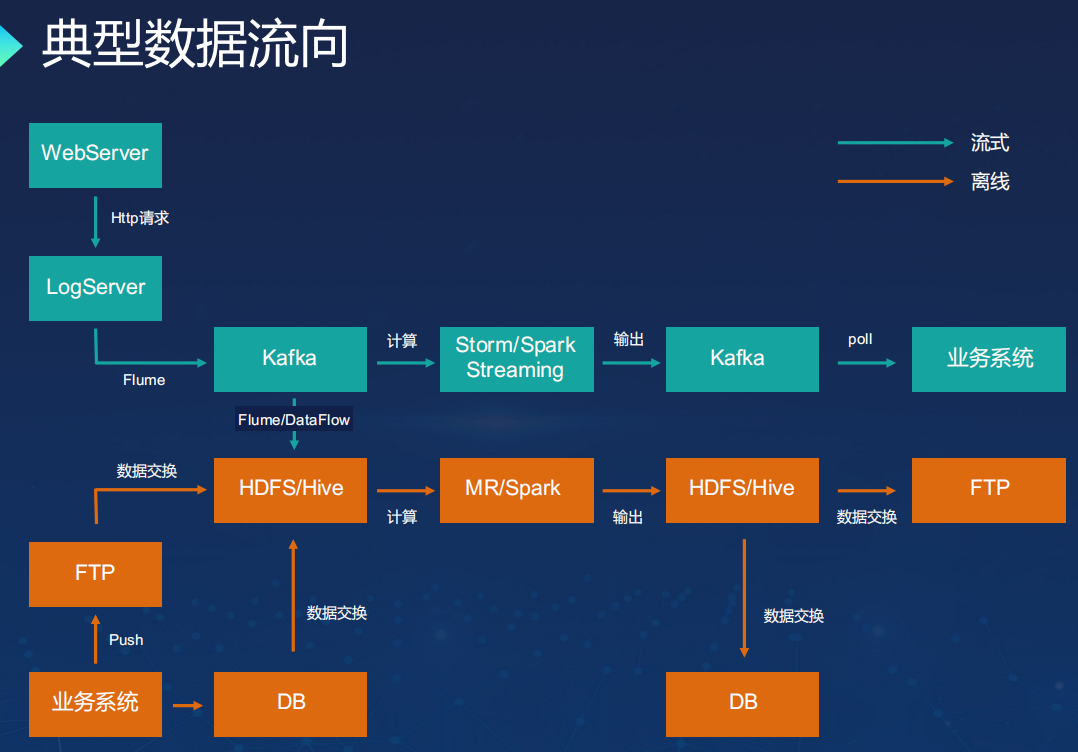 典型数据流向
WebServer
流式
离线
Http请求
LogServer
Flume
Kafka
计算
Storm/Spark
Streaming
输出
Kafka
poll
业务系统
Flume/DataFlow
数据交换
HDFS/Hive
计算
MR/Spark
输出
HDFS/Hive
数据交换
FTP
FTP
数据交换
数据交换
Push
业务系统
DB
DB